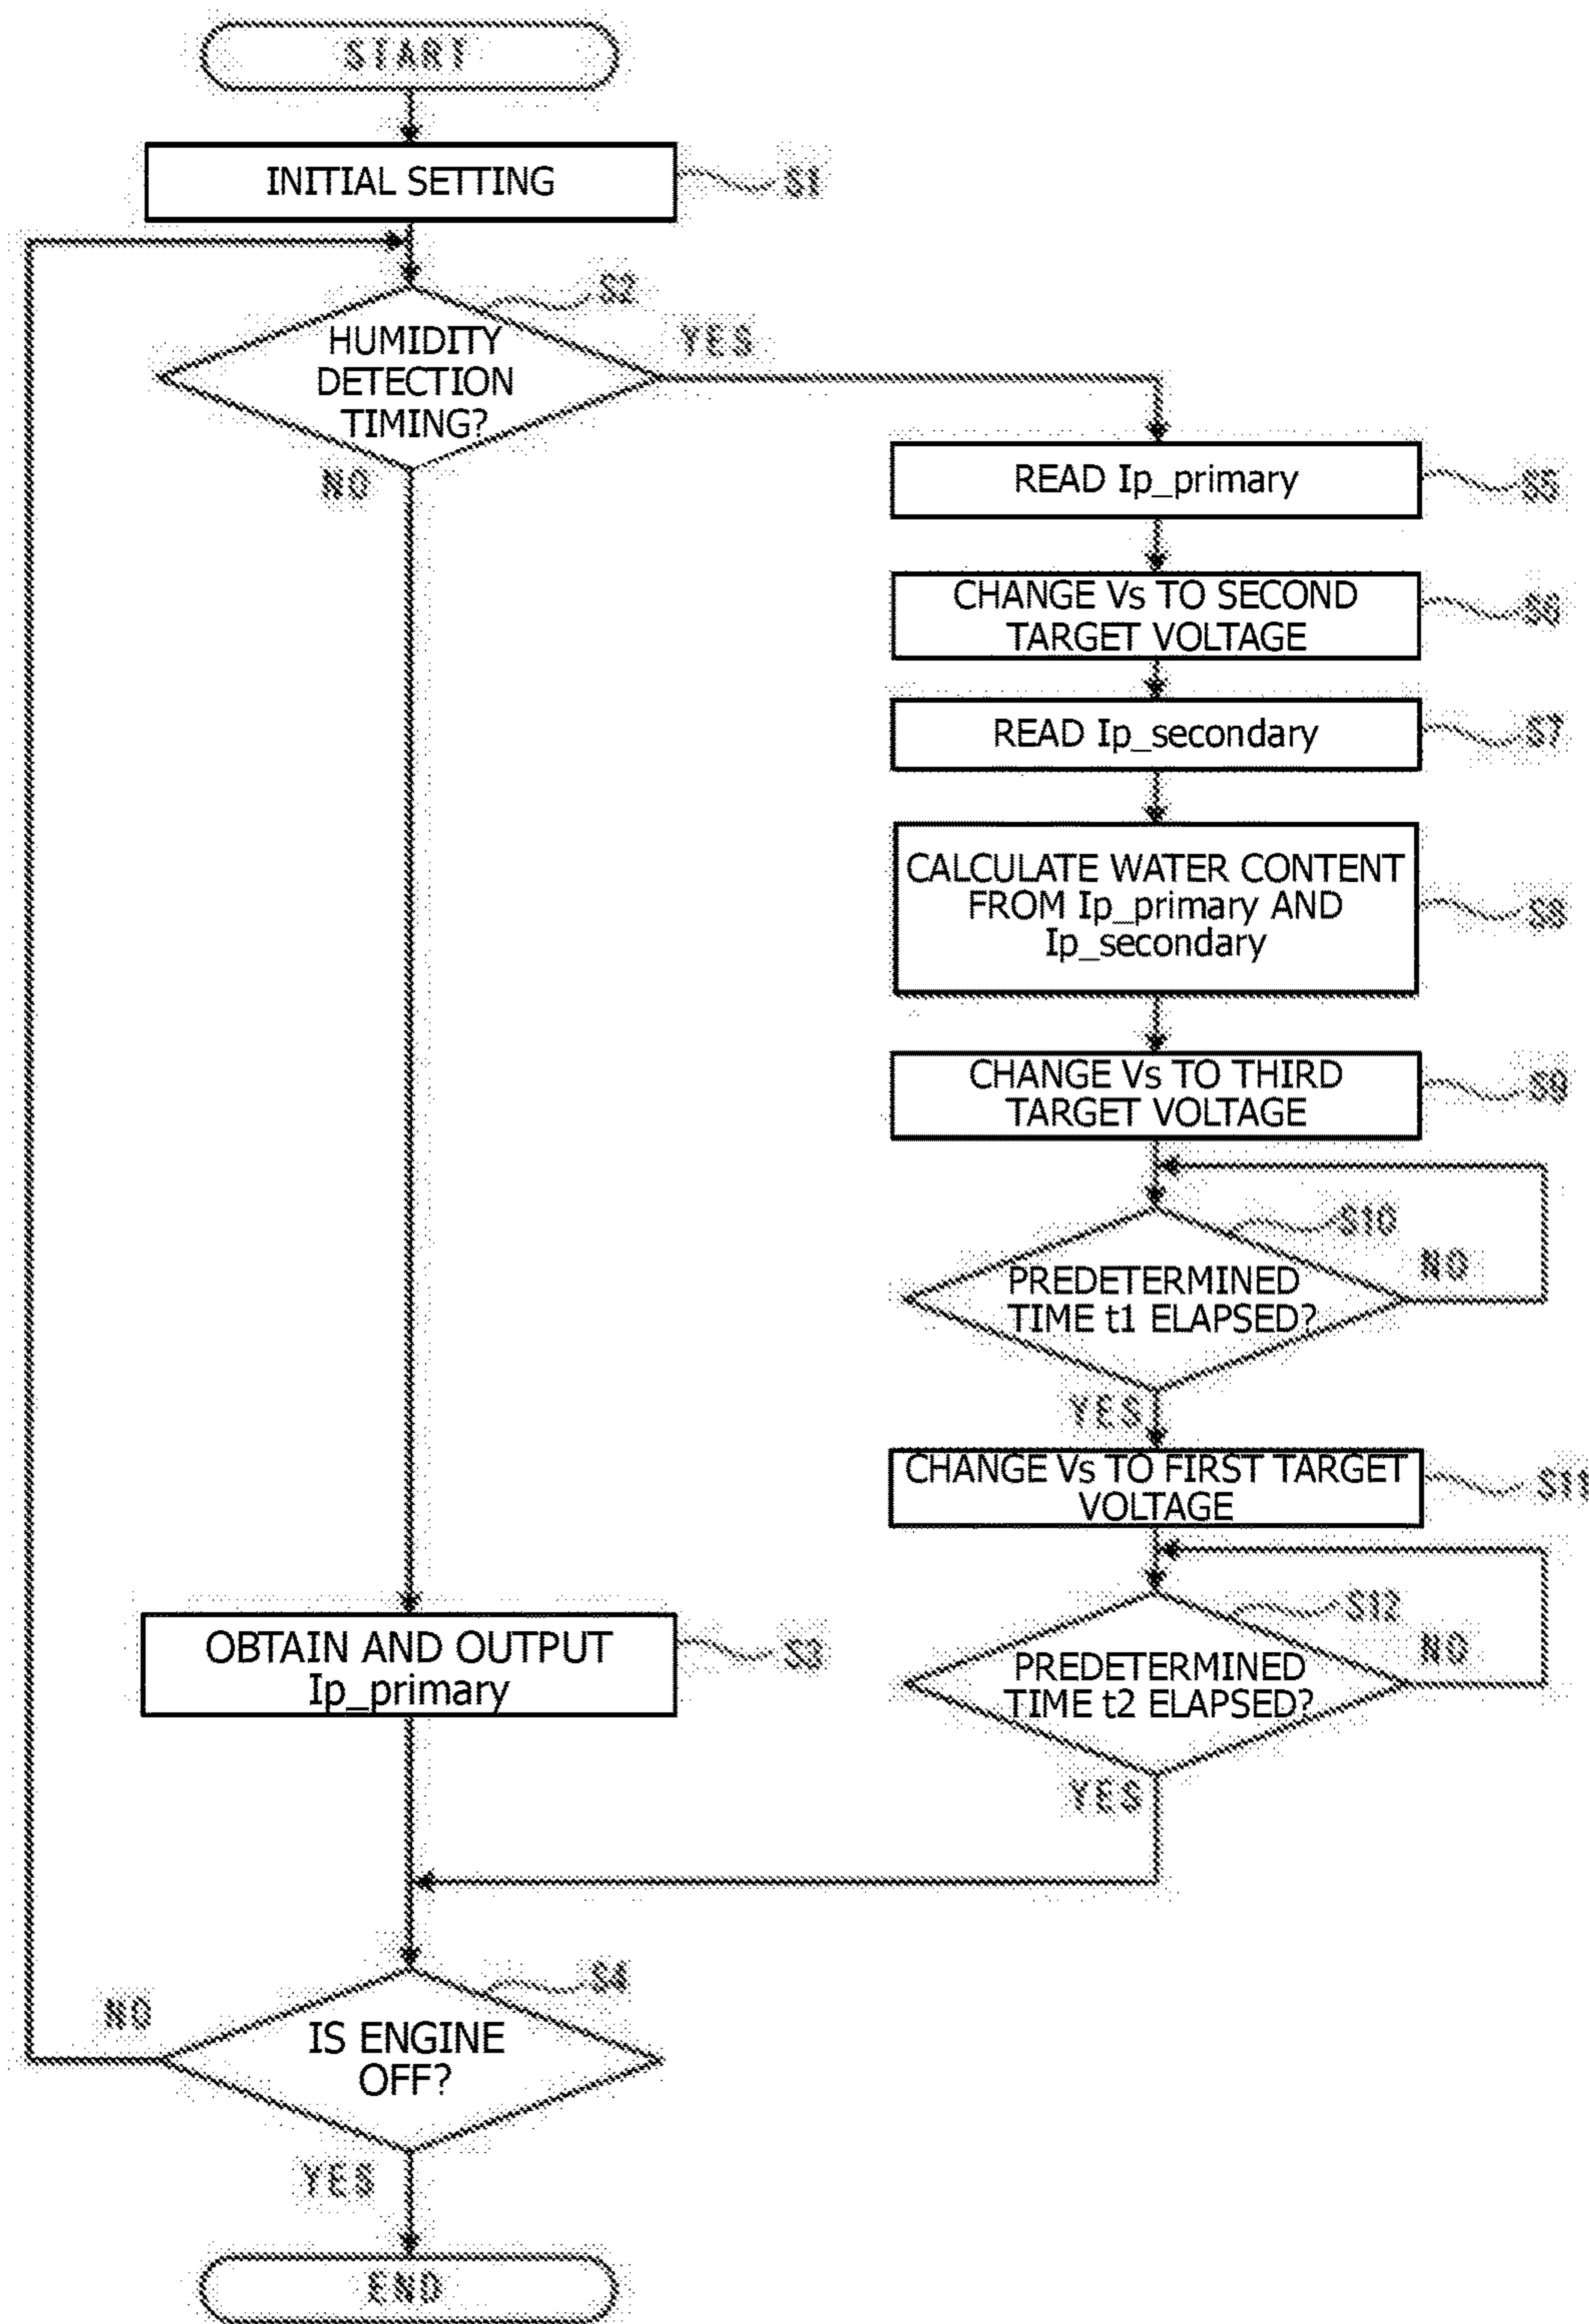 START
INITIAL SETTING
S1
S2
HUMIDITY
DETECTION
TIMING?
YES
NO
READ Ip_primary
S5
CHANGE Vs TO SECOND
TARGET VOLTAGE
S6
READ Ip_secondary
S7
CALCULATE WATER CONTENT
FROM Ip_primary AND
Ip_secondary
S8
CHANGE Vs TO THIRD
TARGET VOLTAGE
S9
S10
PREDETERMINED
TIME t1 ELAPSED?
NO
YES
CHANGE Vs TO FIRST TARGET
VOLTAGE
S11
S12
PREDETERMINED
TIME t2 ELAPSED?
NO
YES
OBTAIN AND OUTPUT
Ip_primary
S3
S4
IS ENGINE
OFF?
NO
YES
END